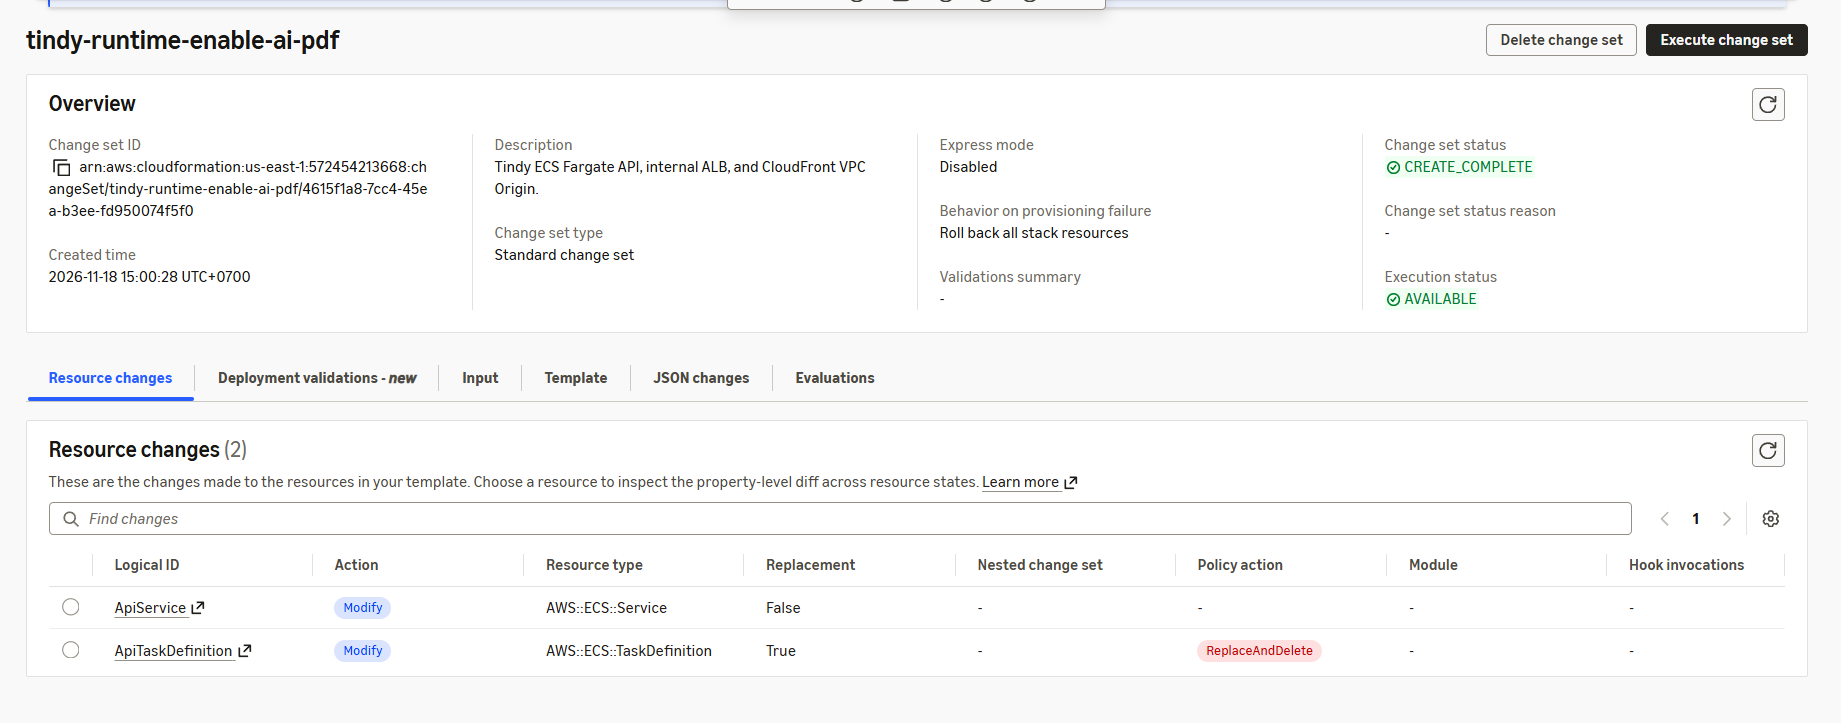 tindy-runtime-enable-ai-pdf
Delete change set
Execute change set
Overview
Change set ID
arn:aws:cloudformation:us-east-1:572454213668:ch
angeSet/tindy-runtime-enable-ai-pdf/4615f1a8-7cc4-45e
a-b3ee-fd950074f5f0
Created time
2026-11-18 15:00:28 UTC+0700
Description
Tindy ECS Fargate API, internal ALB, and CloudFront VPC
Origin.
Change set type
Standard change set
Express mode
Disabled
Behavior on provisioning failure
Roll back all stack resources
Validations summary
-
Change set status
CREATE_COMPLETE
Change set status reason
-
Execution status
AVAILABLE
Resource changes
Deployment validations - new
Input
Template
JSON changes
Evaluations
Resource changes (2)
These are the changes made to the resources in your template. Choose a resource to inspect the property-level diff across resource states. Learn more
Find changes
1
Logical ID Action Resource type Replacement Nested change set Policy action Module Hook invocations
ApiService Modify AWS::ECS::Service False - - - -
ApiTaskDefinition Modify AWS::ECS::TaskDefinition True - ReplaceAndDelete - -